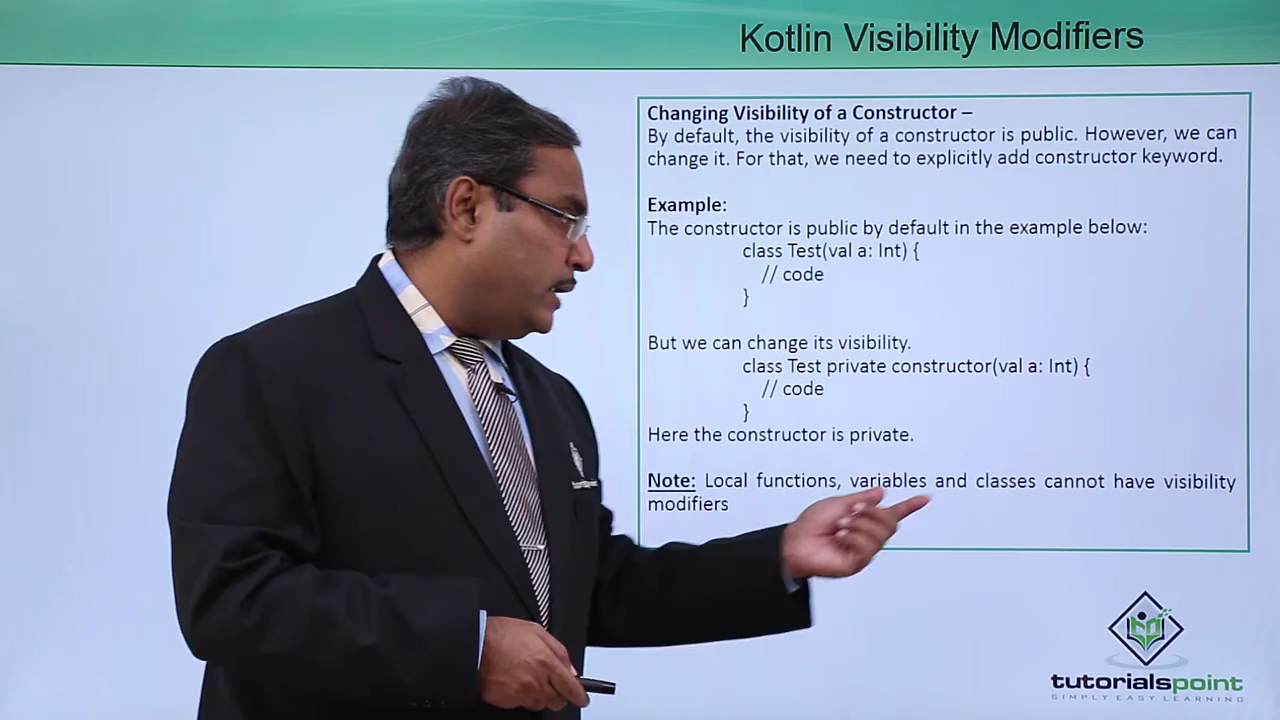 Kotlin Visibility Modifiers
Changing Visibility of a Constructor –
By default, the visibility of a constructor is public. However, we can
change it. For that, we need to explicitly add constructor keyword.
Example:
The constructor is public by default in the example below:
class Test(val a: Int) {
// code
}
But we can change its visibility.
class Test private constructor(val a: Int) {
// code
}
Here the constructor is private.
Note: Local functions, variables and classes cannot have visibility
modifiers
tutorialspoint
SIMPLY EASY LEARNING